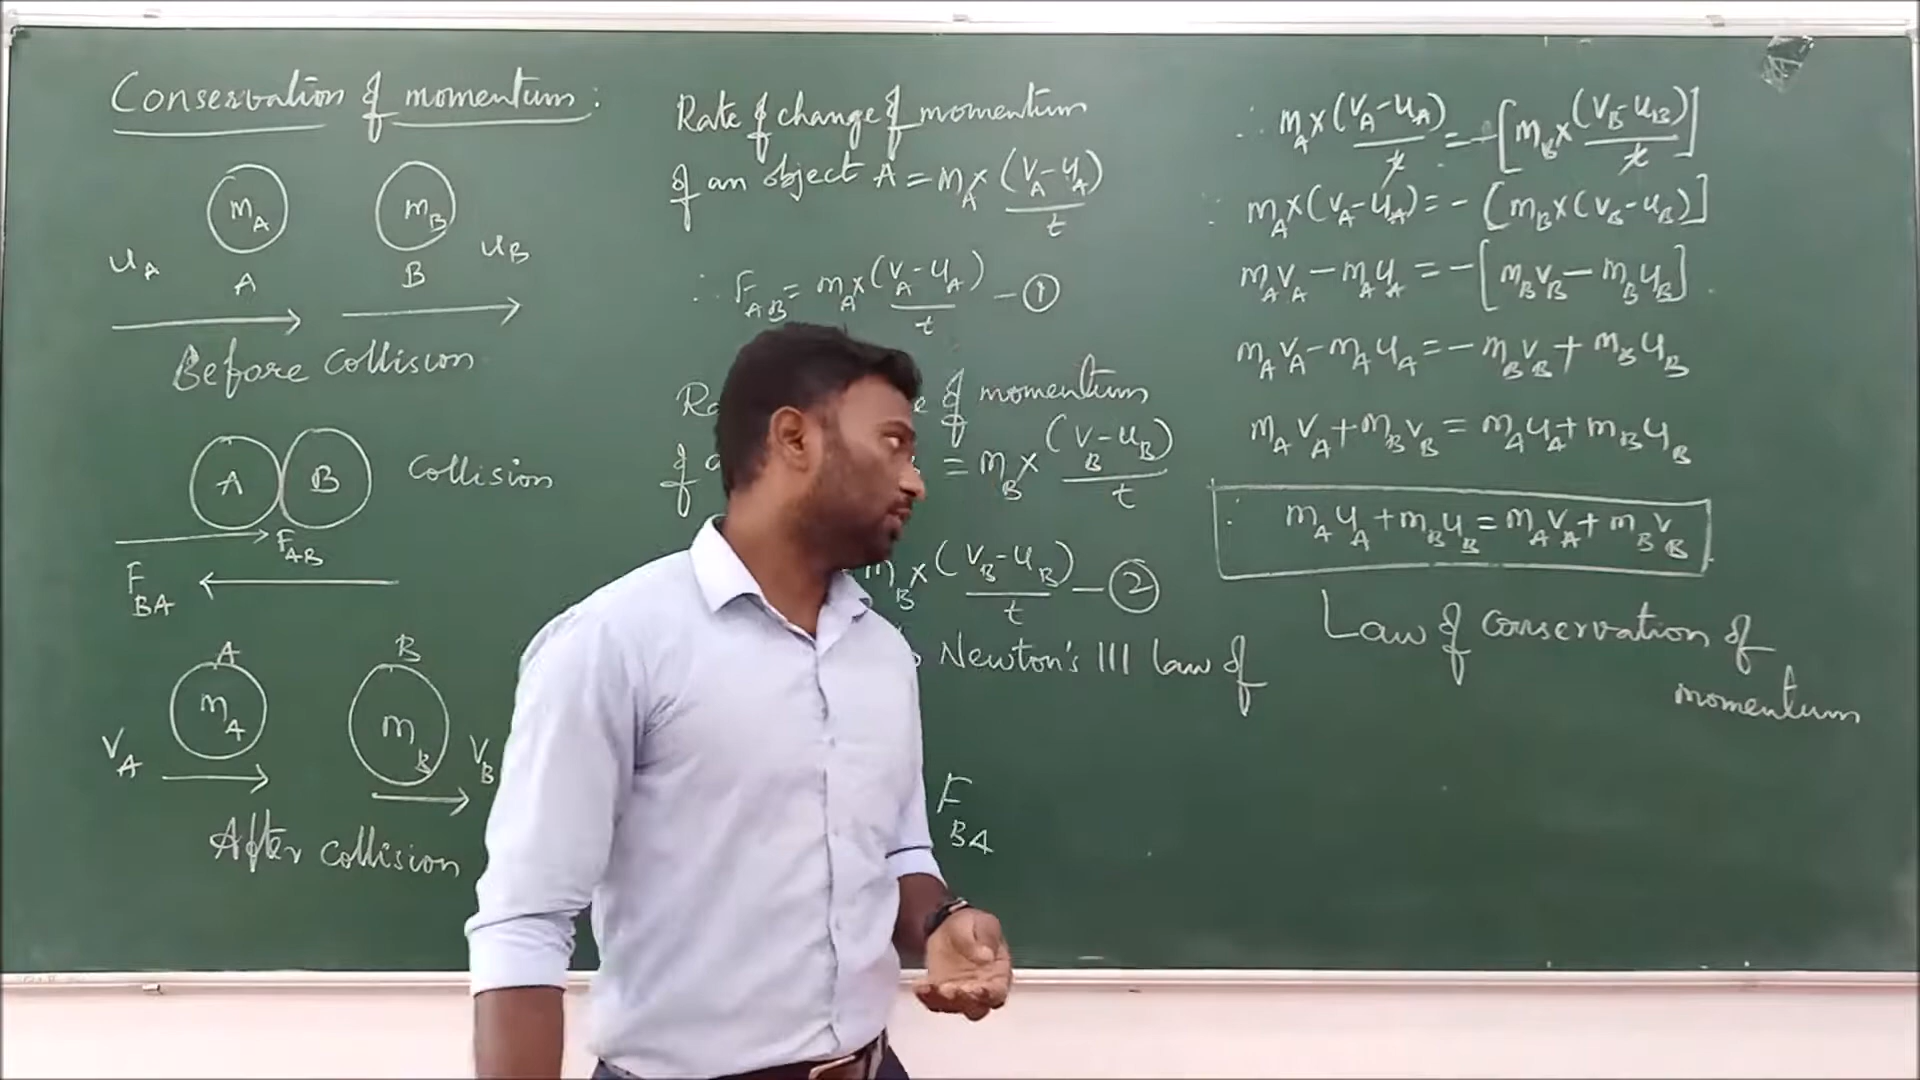 Conservation of momentum:
mA mB
uA A B uB
Before collision
A B Collision
FAB
FBA
A B
mA mB
VA VB
After collision
Rate of change of momentum
of an object A = mA × (VA - uA) / t
∴ FAB = mA × (VA - uA) / t - ①
of momentum
= mB × (VB - uB) / t
mB × (VB - uB) / t - ②
Newton's III law of
FBA
∴ mA × (VA - uA) / t = - [mB × (VB - uB) / t]
∴ mA × (VA - uA) = - [mB × (VB - uB)]
mAVA - mAuA = - [mBVB - mBuB]
mAVA - mAuA = - mBVB + mBuB
mAVA + mBVB = mAuA + mBuB
∴ mAuA + mBuB = mAVA + mBVB
Law of conservation of
momentum